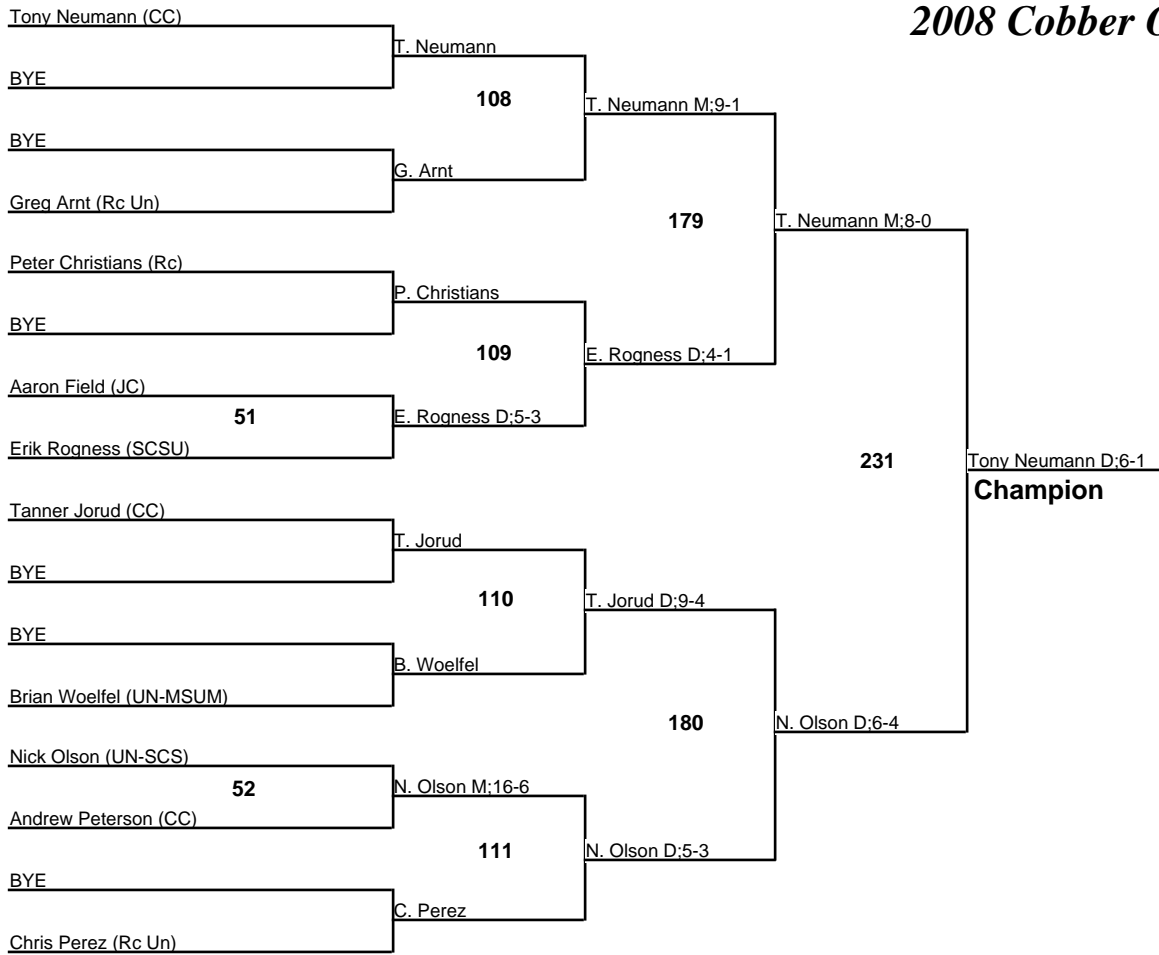 2008 Cobber
Tony Neumann (CC)
T. Neumann
BYE
108
T. Neumann M;9-1
BYE
G. Arnt
Greg Arnt (Rc Un)
179
T. Neumann M;8-0
Peter Christians (Rc)
P. Christians
BYE
109
E. Rogness D;4-1
Aaron Field (JC)
51
E. Rogness D;5-3
Erik Rogness (SCSU)
231
Tony Neumann D;6-1
Champion
Tanner Jorud (CC)
T. Jorud
BYE
110
T. Jorud D;9-4
BYE
B. Woelfel
Brian Woelfel (UN-MSUM)
180
N. Olson D;6-4
Nick Olson (UN-SCS)
52
N. Olson M;16-6
Andrew Peterson (CC)
111
N. Olson D;5-3
BYE
C. Perez
Chris Perez (Rc Un)